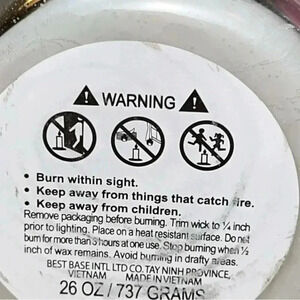 WARNING
• Burn within sight.
• Keep away from things that catch fire.
• Keep away from children.
Remove packaging before burning. Trim wick to ¼ inch
prior to lighting. Place on a heat resistant surface. Do not
burn for more than 3 hours at one use. Stop burning when ½
inch of wax remains. Avoid burning in drafty areas.
BEST BASE INTL LTD CO. TAY NINH PROVINCE,
VIETNAM MADE IN VIETNAM
26 OZ / 737 GRAMS